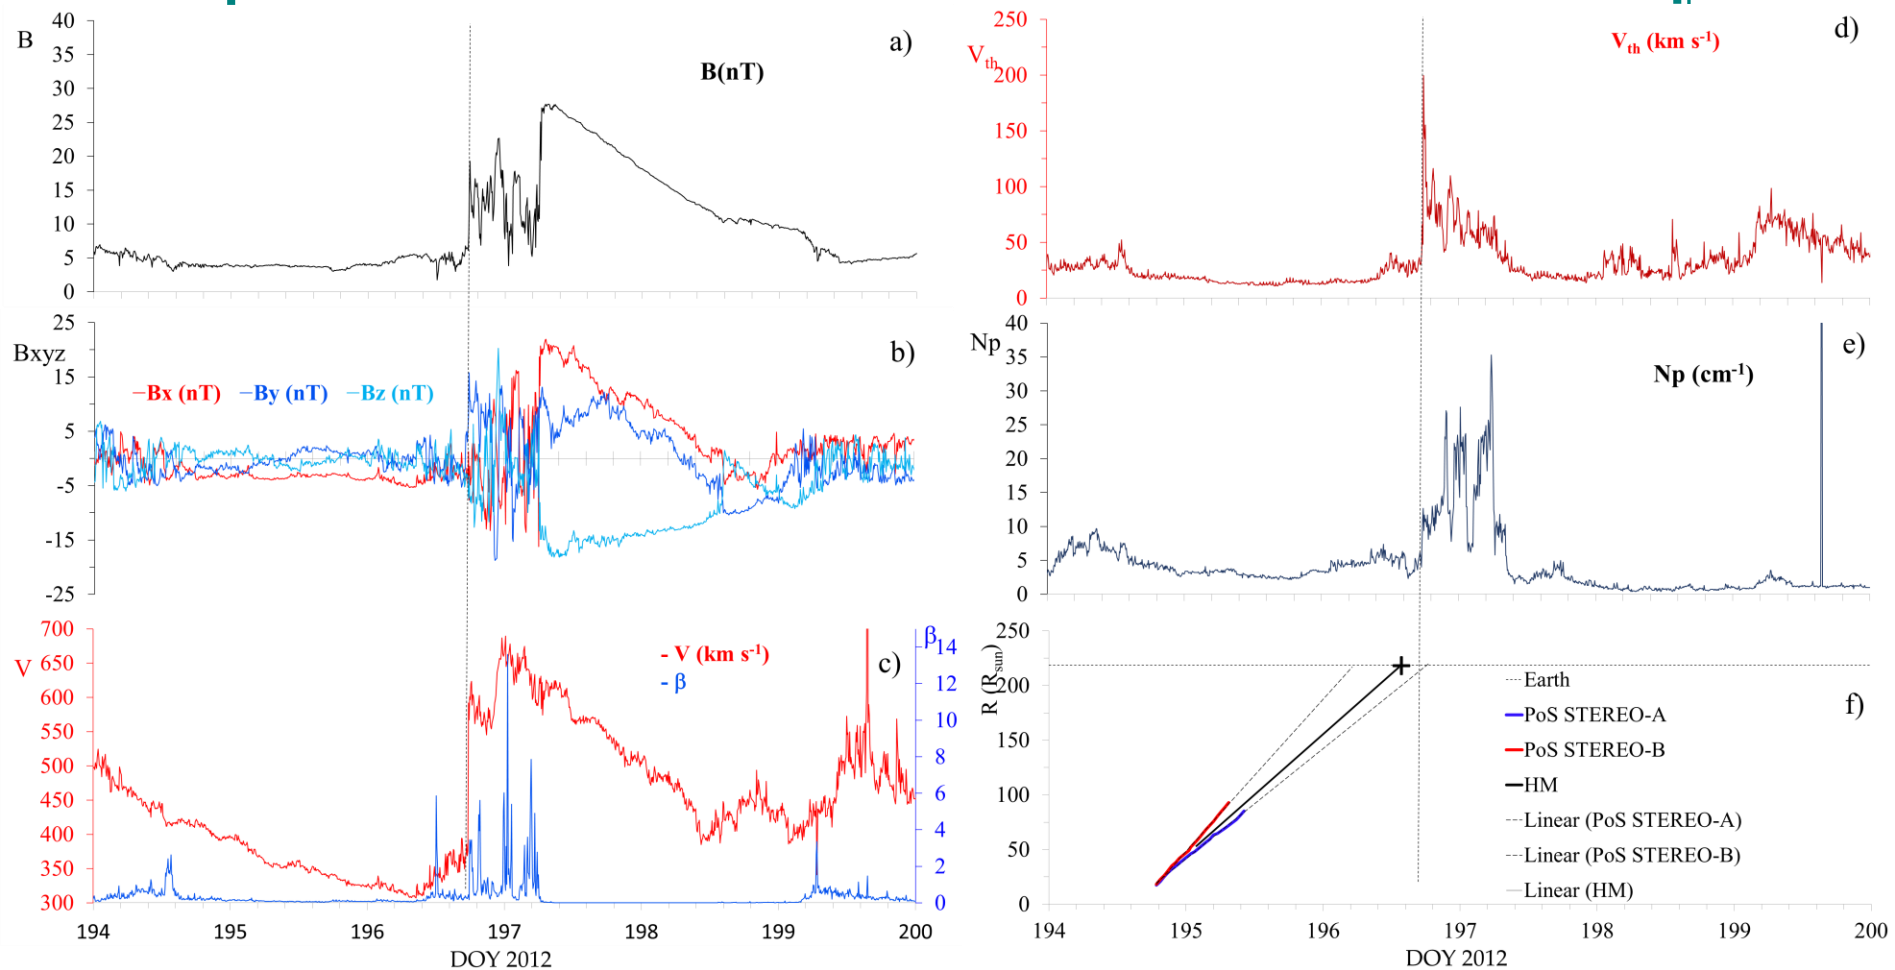 40
B
a)
35
30
B(nT)
25
20
15
10
5
0
25
Bxyz
b)
15
–Bx (nT) –By (nT) –Bz (nT)
5
-5
-15
-25
700
β
14
V
650
- V (km s⁻¹)
c)
- β
12
600
10
550
500
8
450
6
400
4
350
2
300
0
194 195 196 197 198 199 200
DOY 2012
250
V_th
V_th (km s⁻¹)
d)
200
150
100
50
0
40
Np
e)
35
Np (cm⁻¹)
30
25
20
15
10
5
0
250
R (R_sun)
200
Earth
f)
PoS STEREO-A
150
PoS STEREO-B
HM
100
Linear (PoS STEREO-A)
50
Linear (PoS STEREO-B)
Linear (HM)
0
194 195 196 197 198 199 200
DOY 2012